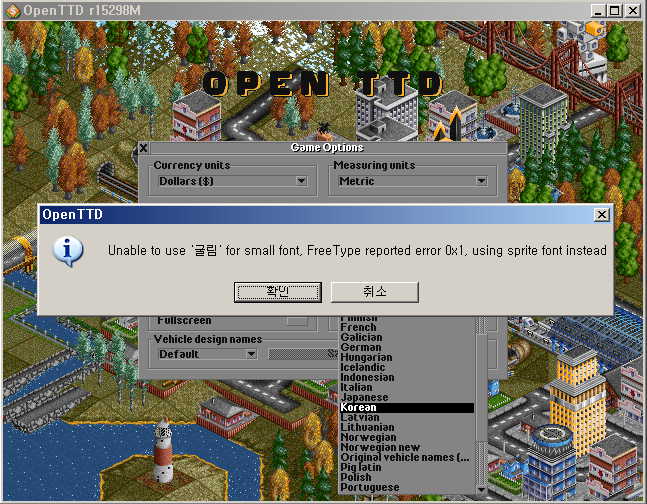 OpenTTD r15298M
OPEN TTD
Game Options
Currency units
Measuring units
Dollars ($)
Metric
OpenTTD
Unable to use '굴림' for small font, FreeType reported error 0x1, using sprite font instead
확인
취소
Fullscreen
Vehicle design names
Default
Finnish
French
Galician
German
Hungarian
Icelandic
Indonesian
Italian
Japanese
Korean
Latvian
Lithuanian
Norwegian
Norwegian new
Original vehicle names (...
Pig latin
Polish
Portuguese